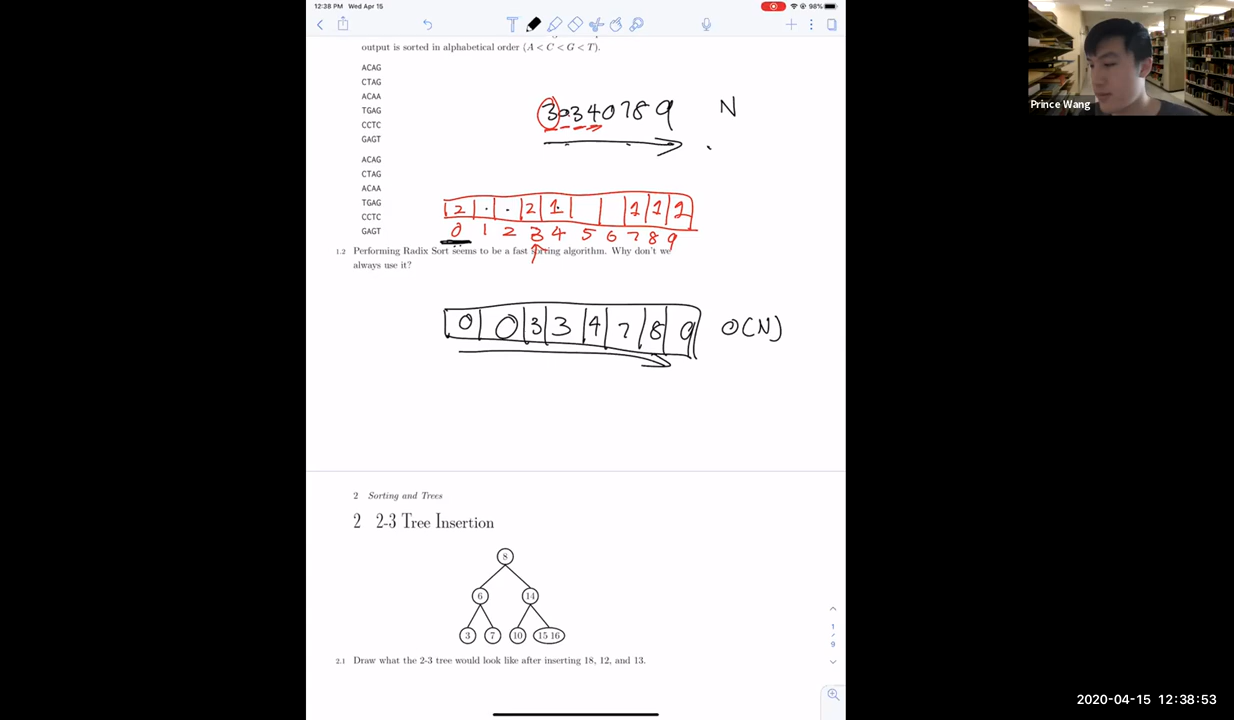 12:38 PM Wed Apr 15
98%
output is sorted in alphabetical order (A < C < G < T).
ACAG
CTAG
ACAA
TGAG
CCTC
GAGT
ACAG
CTAG
ACAA
TGAG
CCTC
GAGT
30340789 N
2 2 1 1 1 1
0 1 2 3 4 5 6 7 8 9
1.2 Performing Radix Sort seems to be a fast sorting algorithm. Why don't we
always use it?
0 0 3 3 4 7 8 9 O(N)
2 Sorting and Trees
2 2-3 Tree Insertion
8
6 14
3 7 10 15 16
2.1 Draw what the 2-3 tree would look like after inserting 18, 12, and 13.
1
/
9
Prince Wang
2020-04-15 12:38:53